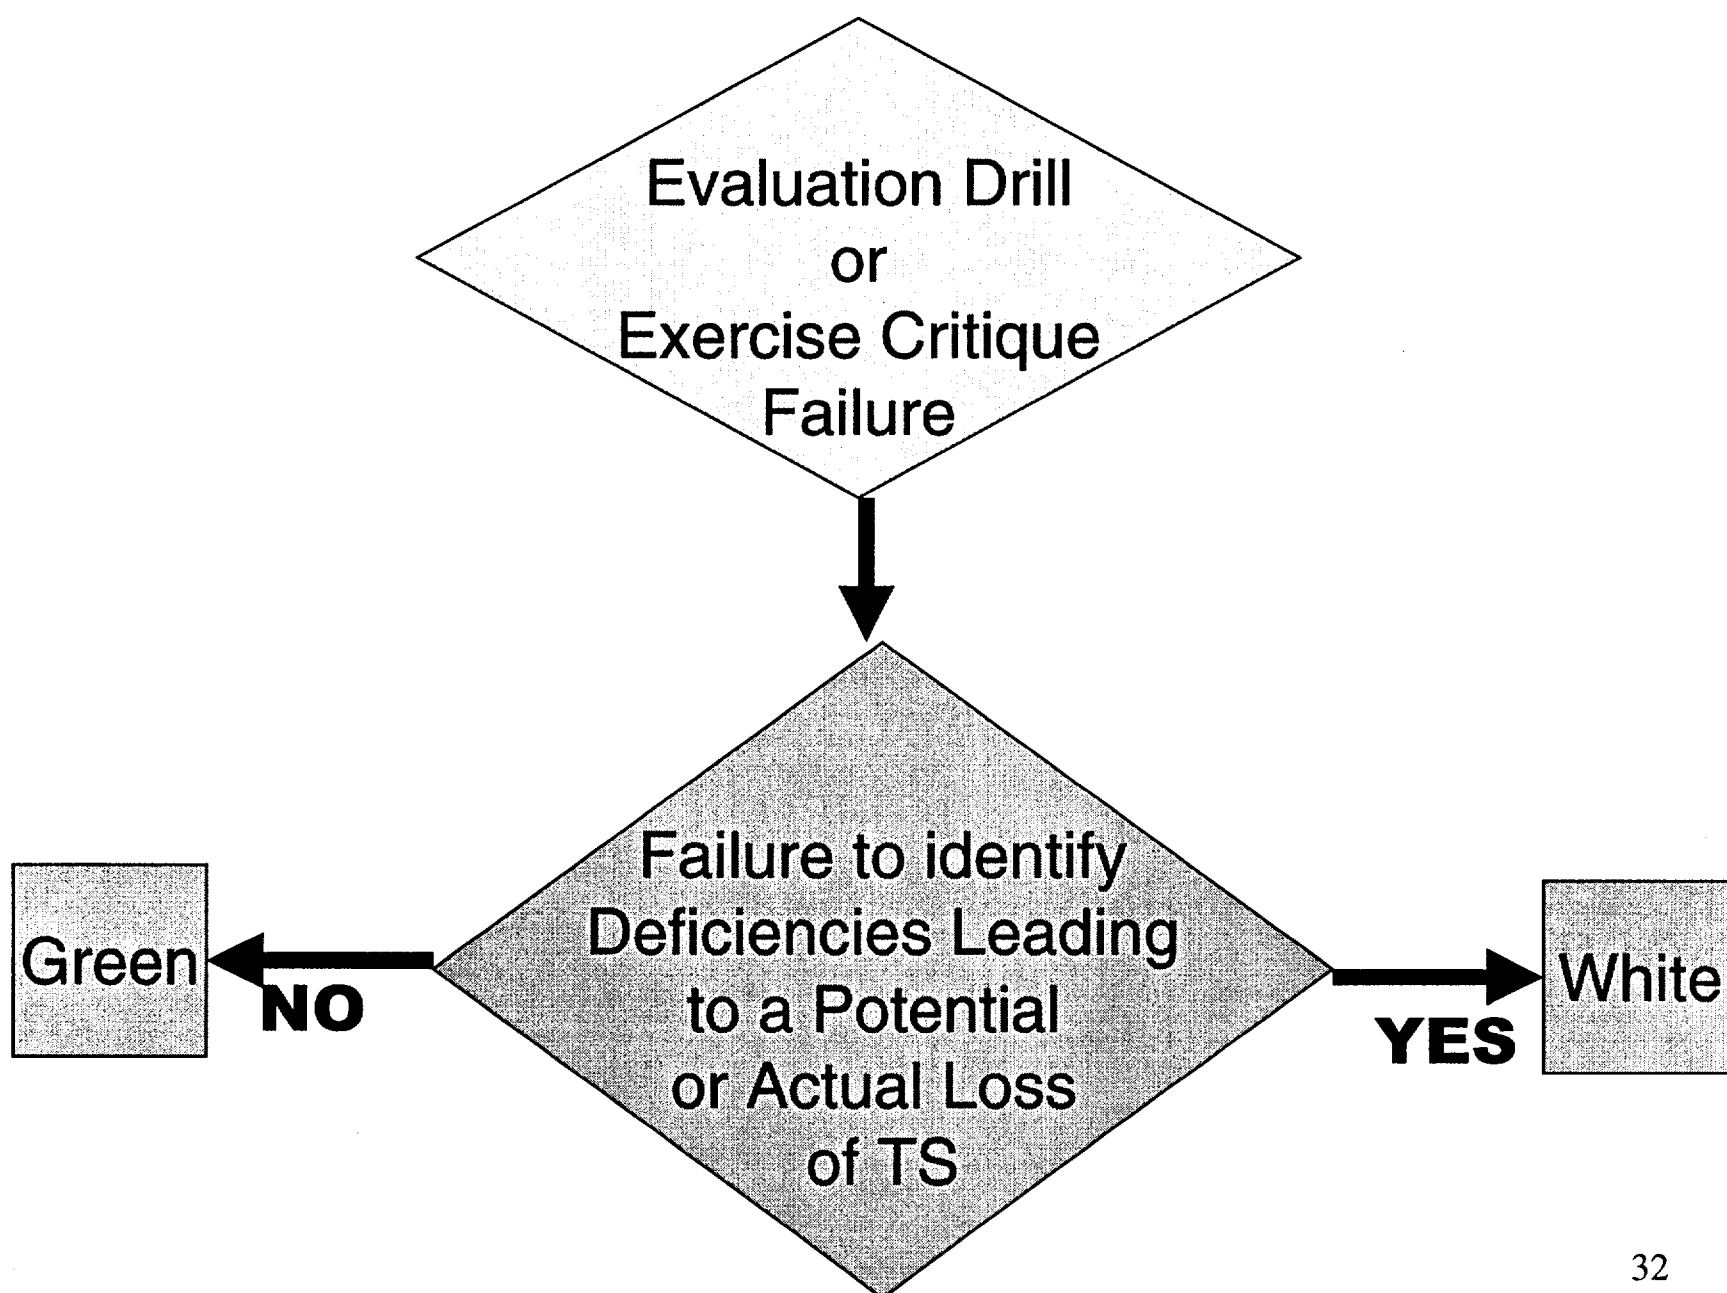 Evaluation Drill
or
Exercise Critique
Failure
Failure to identify
Deficiencies Leading
to a Potential
or Actual Loss
of TS
Green
NO
YES
White
32